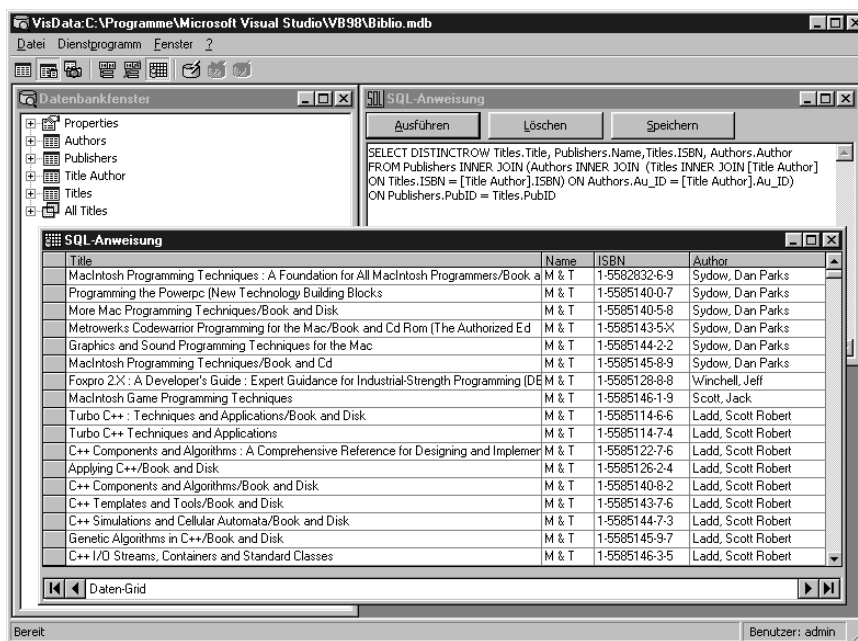 VisData:C:\Programme\Microsoft Visual Studio\VB98\Biblio.mdb
Datei Dienstprogramm Fenster ?
Datenbankfenster
Properties
Authors
Publishers
Title Author
Titles
All Titles
SQL SQL-Anweisung
Ausführen Löschen Speichern
SELECT DISTINCTROW Titles.Title, Publishers.Name,Titles.ISBN, Authors.Author
FROM Publishers INNER JOIN (Authors INNER JOIN (Titles INNER JOIN [Title Author]
ON Titles.ISBN = [Title Author].ISBN) ON Authors.Au_ID = [Title Author].Au_ID)
ON Publishers.PubID = Titles.PubID
SQL-Anweisung
Title Name ISBN Author
MacIntosh Programming Techniques : A Foundation for All MacIntosh Programmers/Book a M & T 1-5582832-6-9 Sydow, Dan Parks
Programming the Powerpc (New Technology Building Blocks M & T 1-5585140-0-7 Sydow, Dan Parks
More Mac Programming Techniques/Book and Disk M & T 1-5585140-5-8 Sydow, Dan Parks
Metrowerks Codewarrior Programming for the Mac/Book and Cd Rom (The Authorized Ed M & T 1-5585143-5-X Sydow, Dan Parks
Graphics and Sound Programming Techniques for the Mac M & T 1-5585144-2-2 Sydow, Dan Parks
MacIntosh Programming Techniques/Book and Cd M & T 1-5585145-8-9 Sydow, Dan Parks
Foxpro 2.X : A Developer's Guide : Expert Guidance for Industrial-Strength Programming (DE M & T 1-5585128-8-8 Winchell, Jeff
MacIntosh Game Programming Techniques M & T 1-5585146-1-9 Scott, Jack
Turbo C++ : Techniques and Applications/Book and Disk M & T 1-5585114-6-6 Ladd, Scott Robert
Turbo C++ Techniques and Applications M & T 1-5585114-7-4 Ladd, Scott Robert
C++ Components and Algorithms : A Comprehensive Reference for Designing and Implemen M & T 1-5585122-7-6 Ladd, Scott Robert
Applying C++/Book and Disk M & T 1-5585126-2-4 Ladd, Scott Robert
C++ Components and Algorithms/Book and Disk M & T 1-5585140-8-2 Ladd, Scott Robert
C++ Templates and Tools/Book and Disk M & T 1-5585143-7-6 Ladd, Scott Robert
C++ Simulations and Cellular Automata/Book and Disk M & T 1-5585144-7-3 Ladd, Scott Robert
Genetic Algorithms in C++/Book and Disk M & T 1-5585145-9-7 Ladd, Scott Robert
C++ I/O Streams, Containers and Standard Classes M & T 1-5585146-3-5 Ladd, Scott Robert
Daten-Grid
Bereit Benutzer: admin